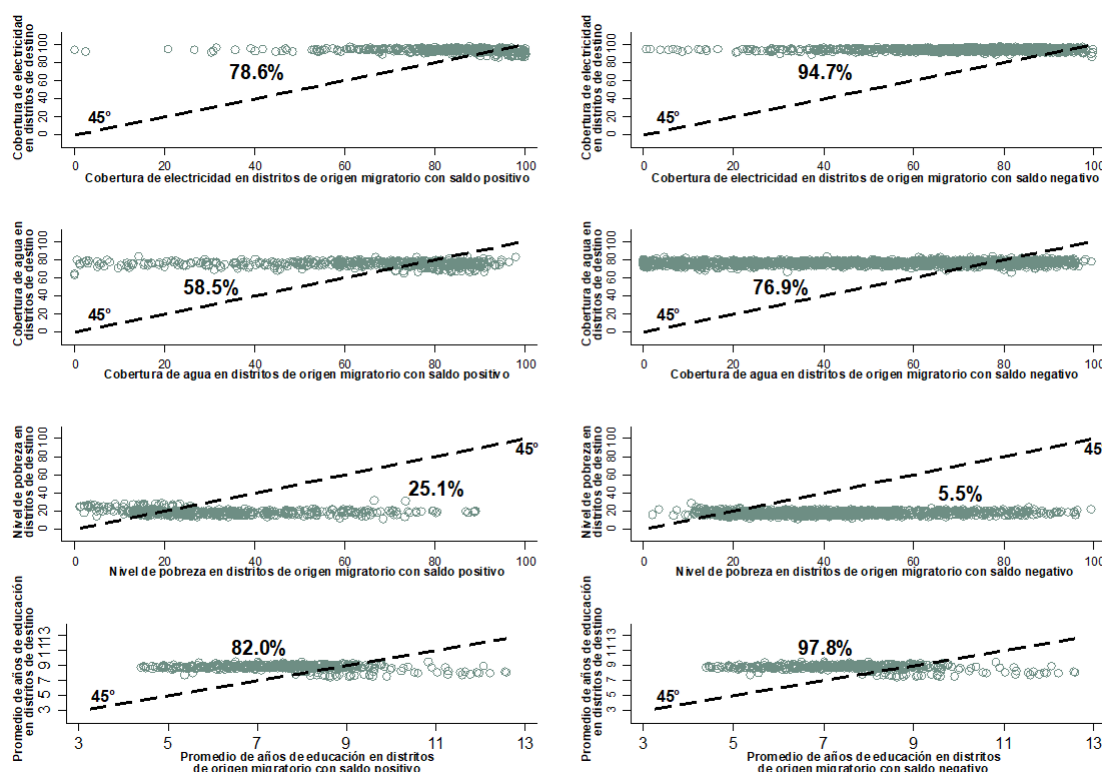 Cobertura de electricidad
en distritos de destino
0 20 40 60 80 100
78.6%
45°
0 20 40 60 80 100
Cobertura de electricidad en distritos de origen migratorio con saldo positivo
Cobertura de electricidad
en distritos de destino
0 20 40 60 80 100
94.7%
45°
0 20 40 60 80 100
Cobertura de electricidad en distritos de origen migratorio con saldo negativo
Cobertura de agua en
distritos de destino
0 20 40 60 80 100
58.5%
45°
0 20 40 60 80 100
Cobertura de agua en distritos de origen migratorio con saldo positivo
Cobertura de agua en
distritos de destino
0 20 40 60 80 100
76.9%
45°
0 20 40 60 80 100
Cobertura de agua en distritos de origen migratorio con saldo negativo
Nivel de pobreza en
distritos de destino
0 20 40 60 80 100
45°
25.1%
0 20 40 60 80 100
Nivel de pobreza en distritos de origen migratorio con saldo positivo
Nivel de pobreza en
distritos de destino
0 20 40 60 80 100
45°
5.5%
0 20 40 60 80 100
Nivel de pobreza en distritos de origen migratorio con saldo negativo
Promedio de años de educación
en distritos de destino
3 5 7 9 11 13
82.0%
45°
3 5 7 9 11 13
Promedio de años de educación en distritos
de origen migratorio con saldo positivo
Promedio de años de educación
en distritos de destino
3 5 7 9 11 13
97.8%
45°
3 5 7 9 11 13
Promedio de años de educación en distritos
de origen migratorio con saldo negativo